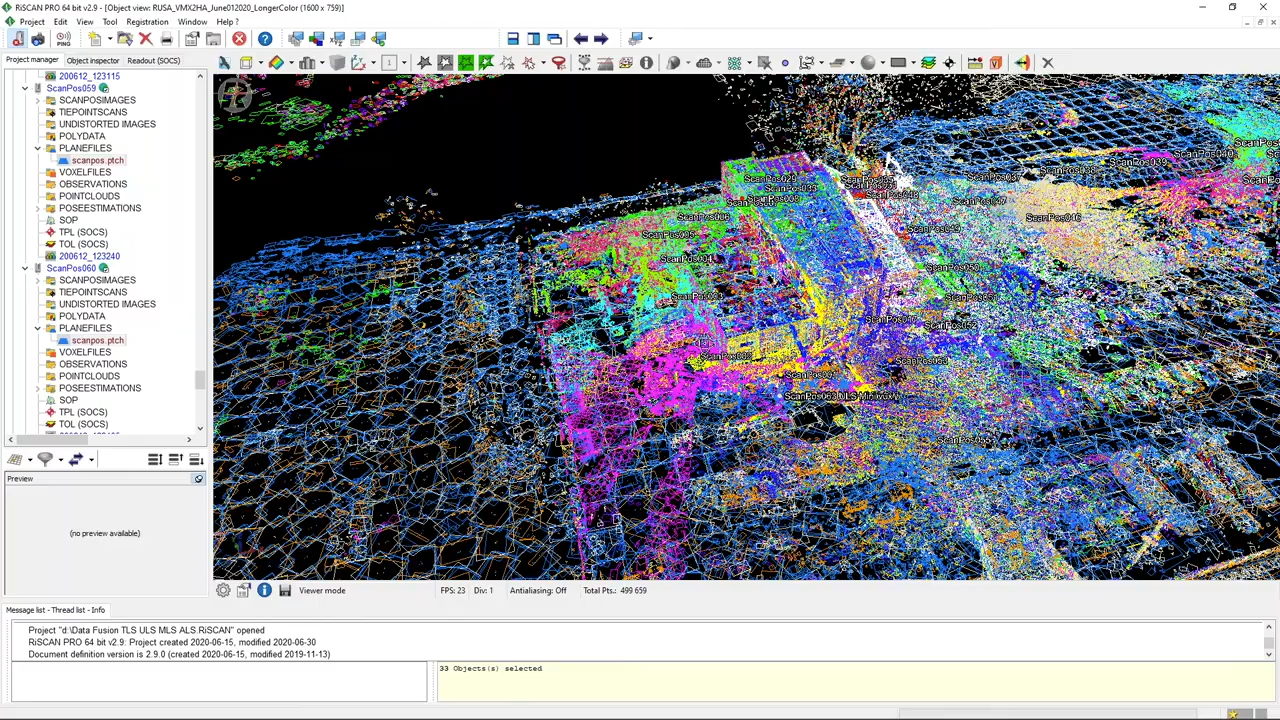 RiSCAN PRO 64 bit v2.9 - [Object view: RUSA_VMX2HA_June012020_LongerColor (1600 x 759)]
Project Edit View Tool Registration Window Help ?
PING
1
Project manager Object inspector Readout (SOCS)
200612_123115
ScanPos059
SCANPOSIMAGES
TIEPOINTSCANS
UNDISTORTED IMAGES
POLYDATA
PLANEFILES
scanpos.ptch
VOXELFILES
OBSERVATIONS
POINTCLOUDS
POSEESTIMATIONS
SOP
TPL (SOCS)
TOL (SOCS)
200612_123240
ScanPos060
SCANPOSIMAGES
TIEPOINTSCANS
UNDISTORTED IMAGES
POLYDATA
PLANEFILES
scanpos.ptch
VOXELFILES
OBSERVATIONS
POINTCLOUDS
POSEESTIMATIONS
SOP
TPL (SOCS)
TOL (SOCS)
Preview
(no preview available)
ScanPos006
ScanPos005
ScanPos004
ScanPos046
Viewer mode
FPS: 23 Div: 1 Antialiasing: Off Total Pts.: 499 659
Message list - Thread list - Info
Project "d:\Data Fusion TLS ULS MLS ALS RiSCAN" opened
RiSCAN PRO 64 bit v2.9: Project created 2020-06-15, modified 2020-06-30
Document definition version is 2.9.0 (created 2020-06-15, modified 2019-11-13)
33 Objects(s) selected